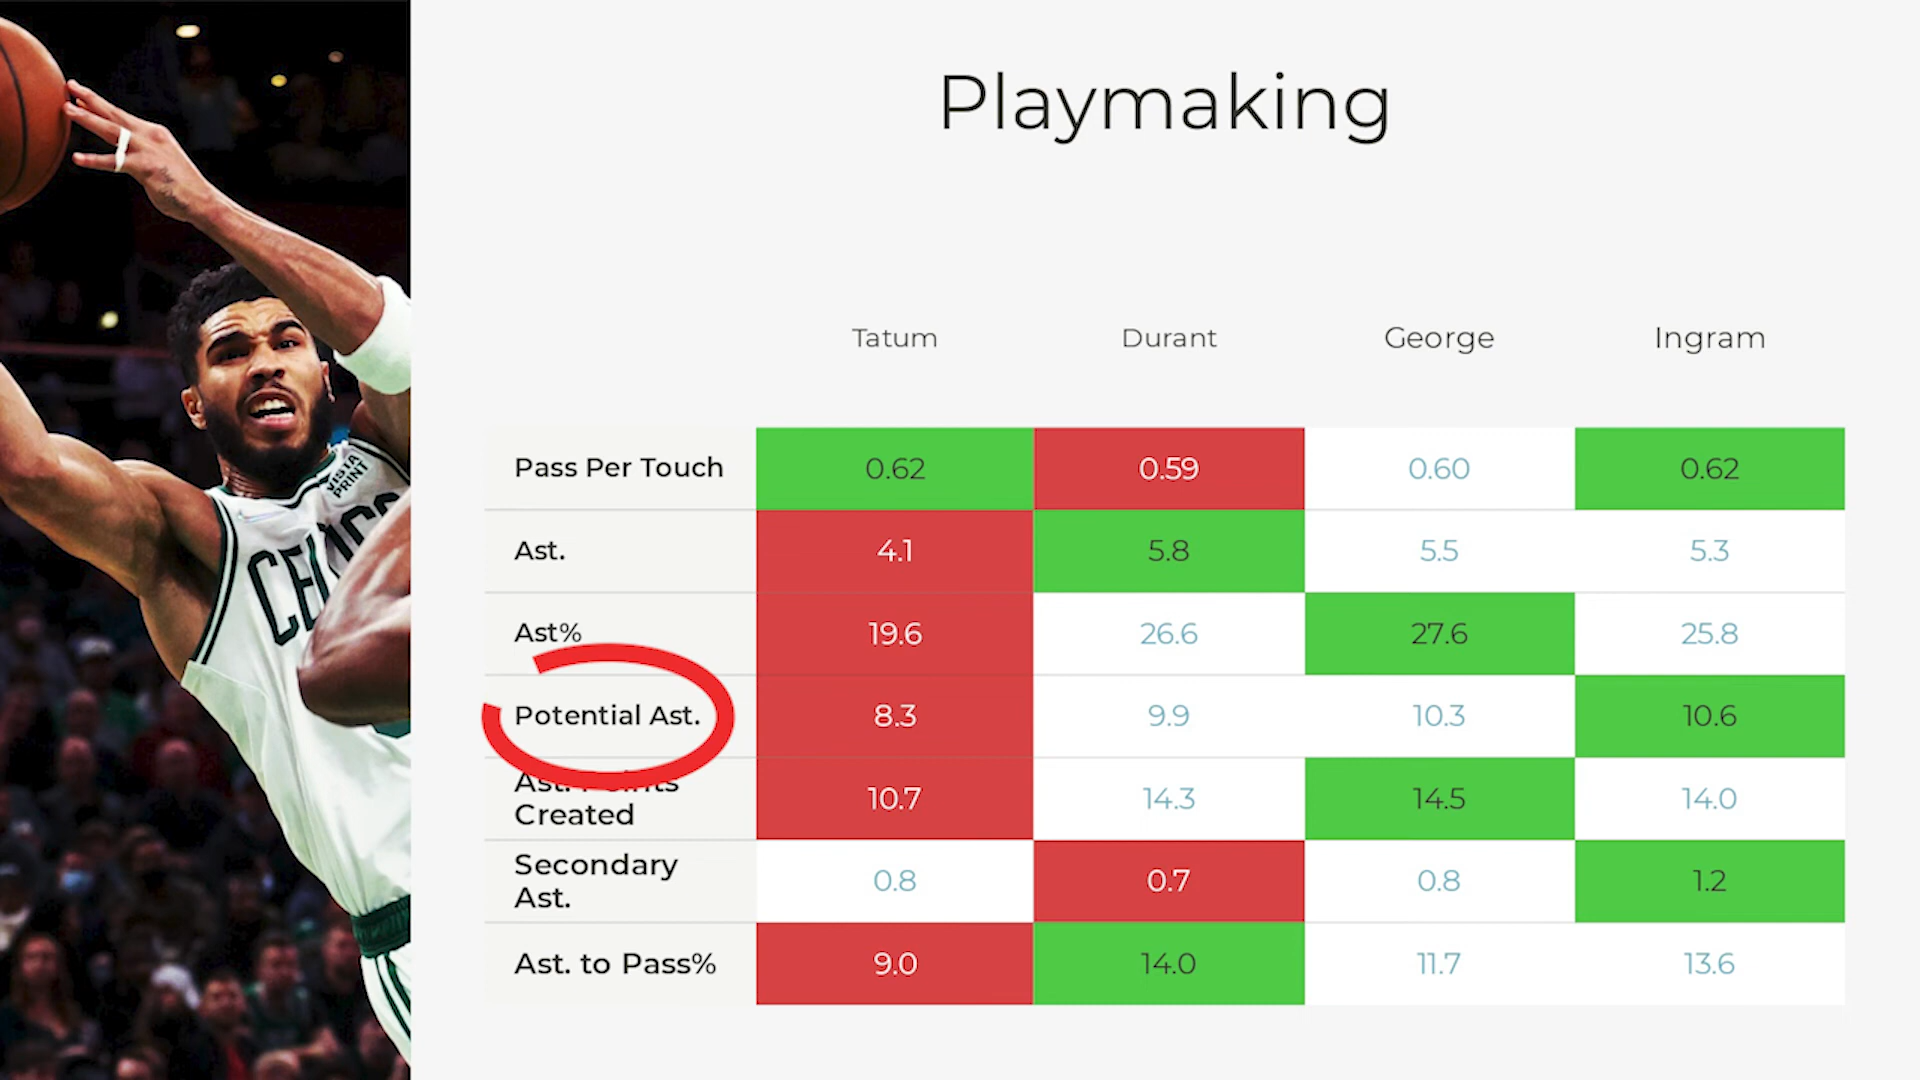 Playmaking
Tatum Durant George Ingram
Pass Per Touch 0.62 0.59 0.60 0.62
Ast. 4.1 5.8 5.5 5.3
Ast% 19.6 26.6 27.6 25.8
Potential Ast. 8.3 9.9 10.3 10.6
Ast. Points
Created 10.7 14.3 14.5 14.0
Secondary
Ast. 0.8 0.7 0.8 1.2
Ast. to Pass% 9.0 14.0 11.7 13.6
VISTA
PRINT